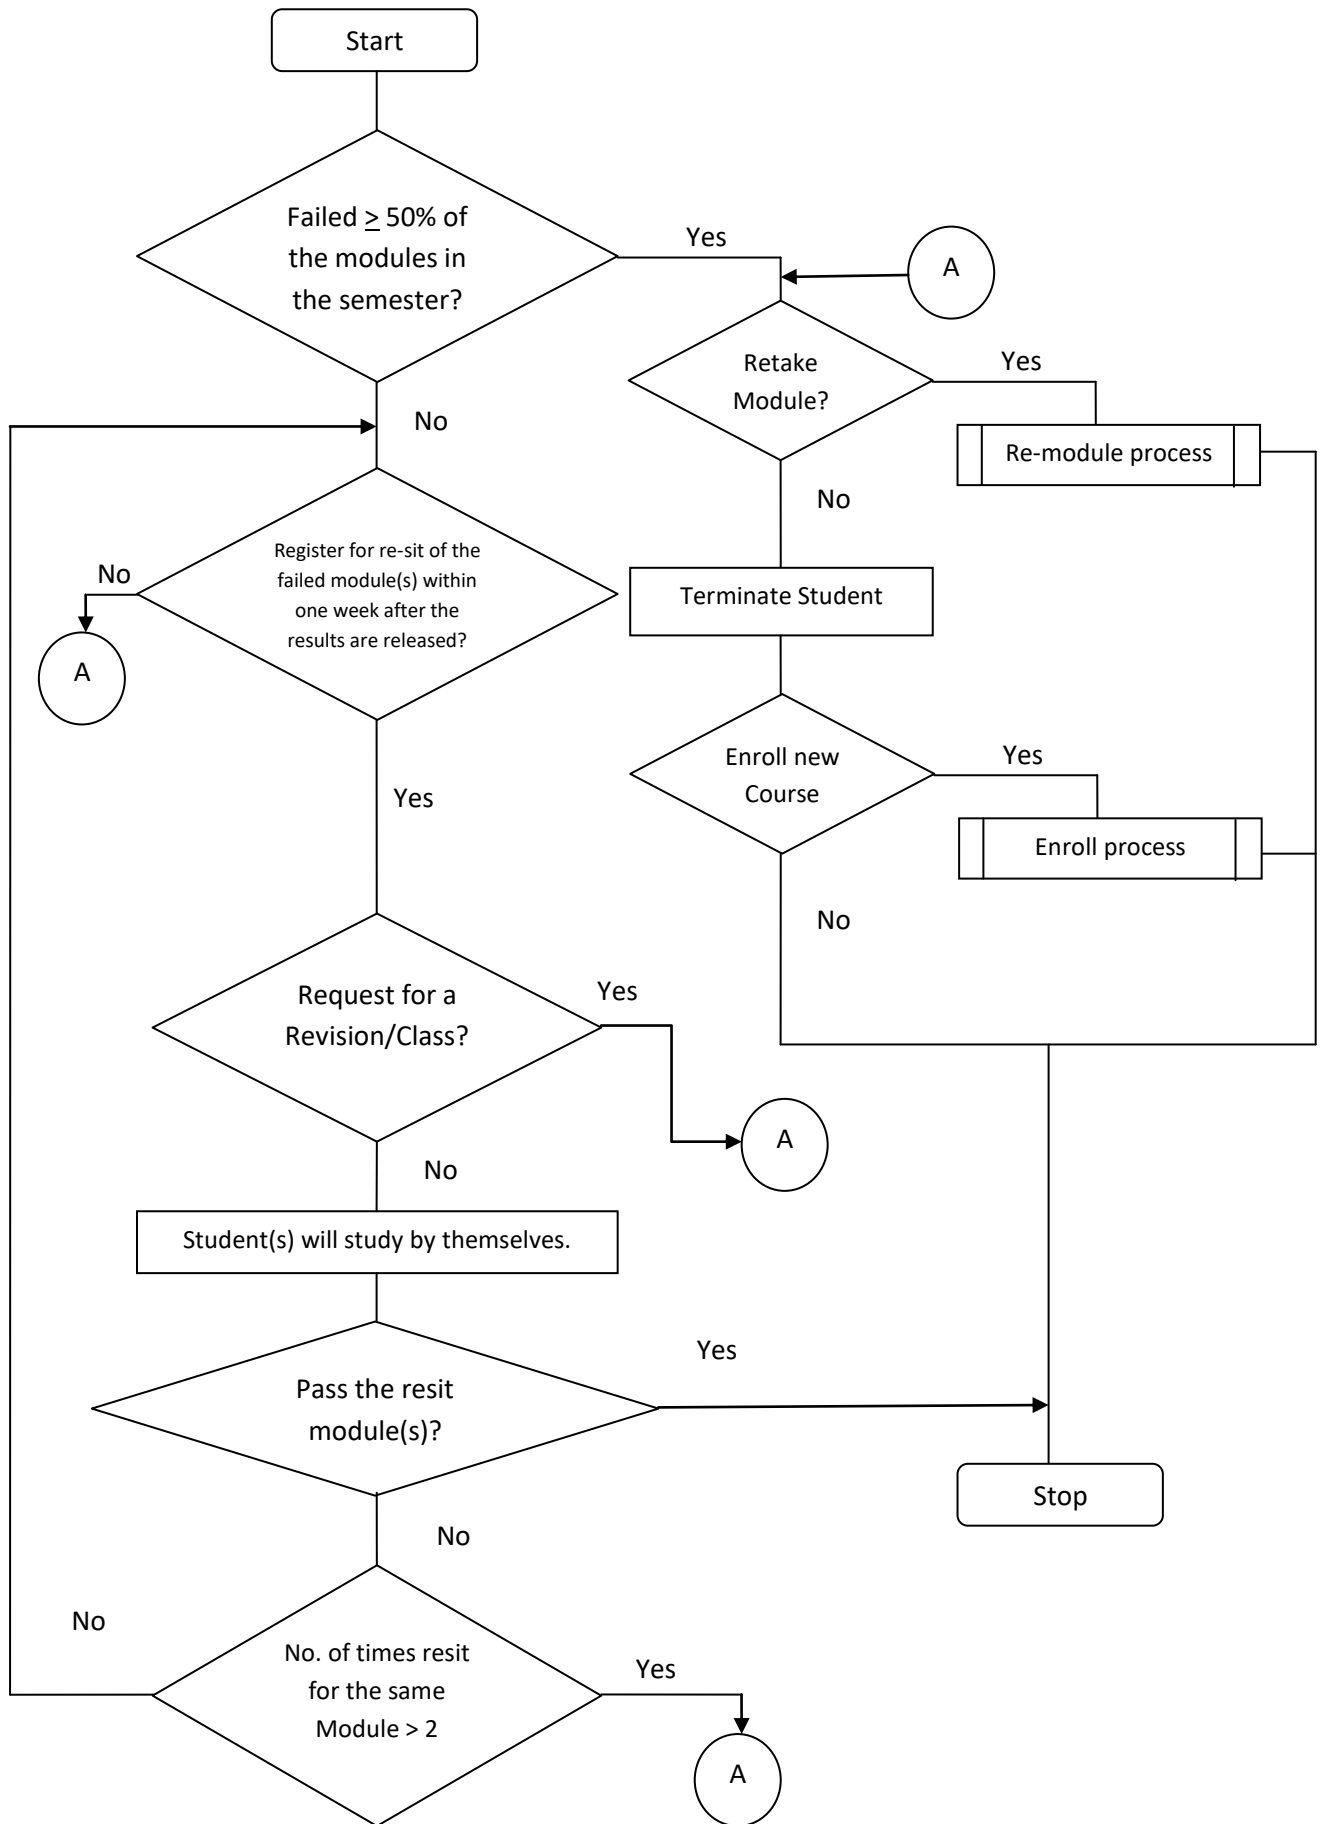 Start
Failed ≥ 50% of
the modules in
the semester?
Yes
A
Retake
Module?
Yes
Re-module process
No
No
Register for re-sit of the
failed module(s) within
one week after the
results are released?
No
A
Terminate Student
Enroll new
Course
Yes
Enroll process
No
Yes
Request for a
Revision/Class?
Yes
A
No
Student(s) will study by themselves.
Pass the resit
module(s)?
Yes
Stop
No
No. of times resit
for the same
Module > 2
No
Yes
A